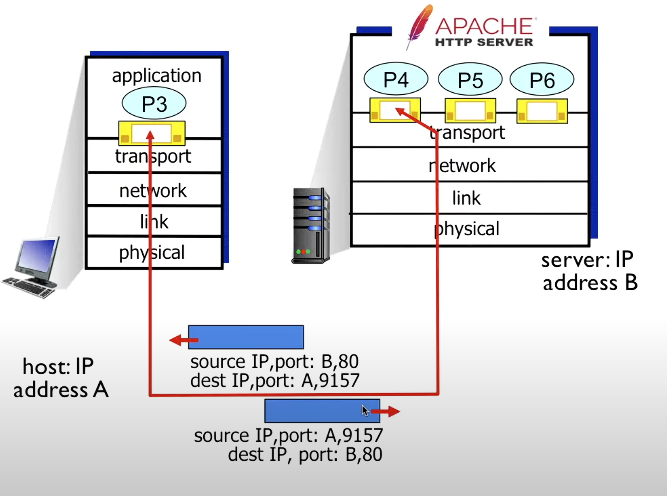 APACHE
HTTP SERVER
application
P3
transport
network
link
physical
P4
P5
P6
transport
network
link
physical
server: IP
address B
host: IP
address A
source IP,port: B,80
dest IP,port: A,9157
source IP,port: A,9157
dest IP, port: B,80